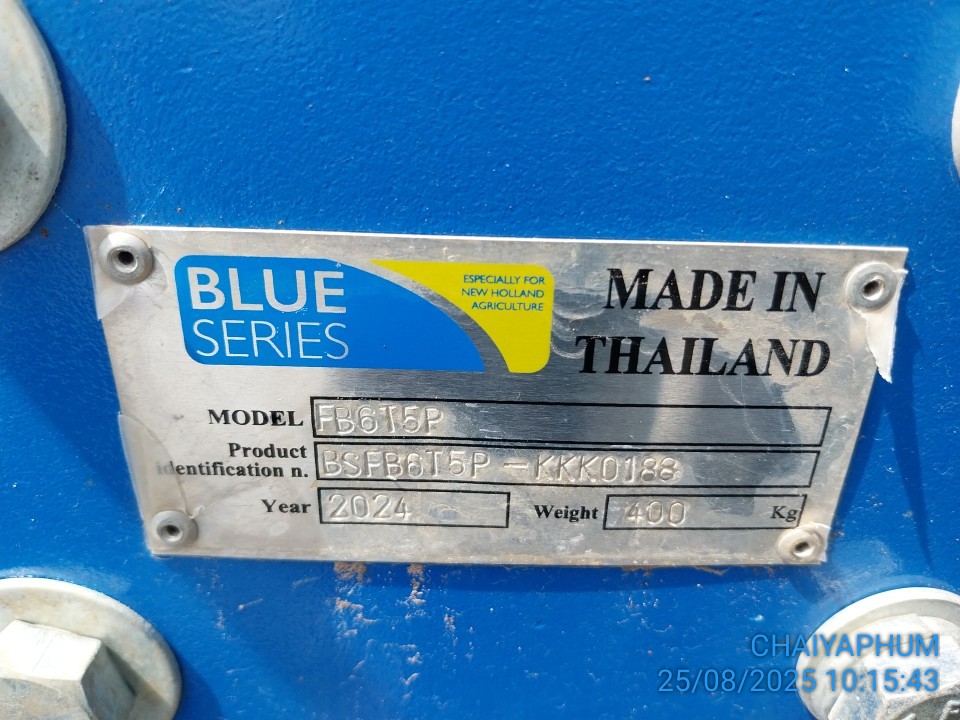 BLUE
SERIES
ESPECIALLY FOR
NEW HOLLAND
AGRICULTURE
MADE IN
THAILAND
MODEL FB6T5P
Product
identification n. BSFB6T5P-KKK0188
Year 2024 Weight 400 Kg
CHAIYAPHUM
25/08/2025 10:15:43